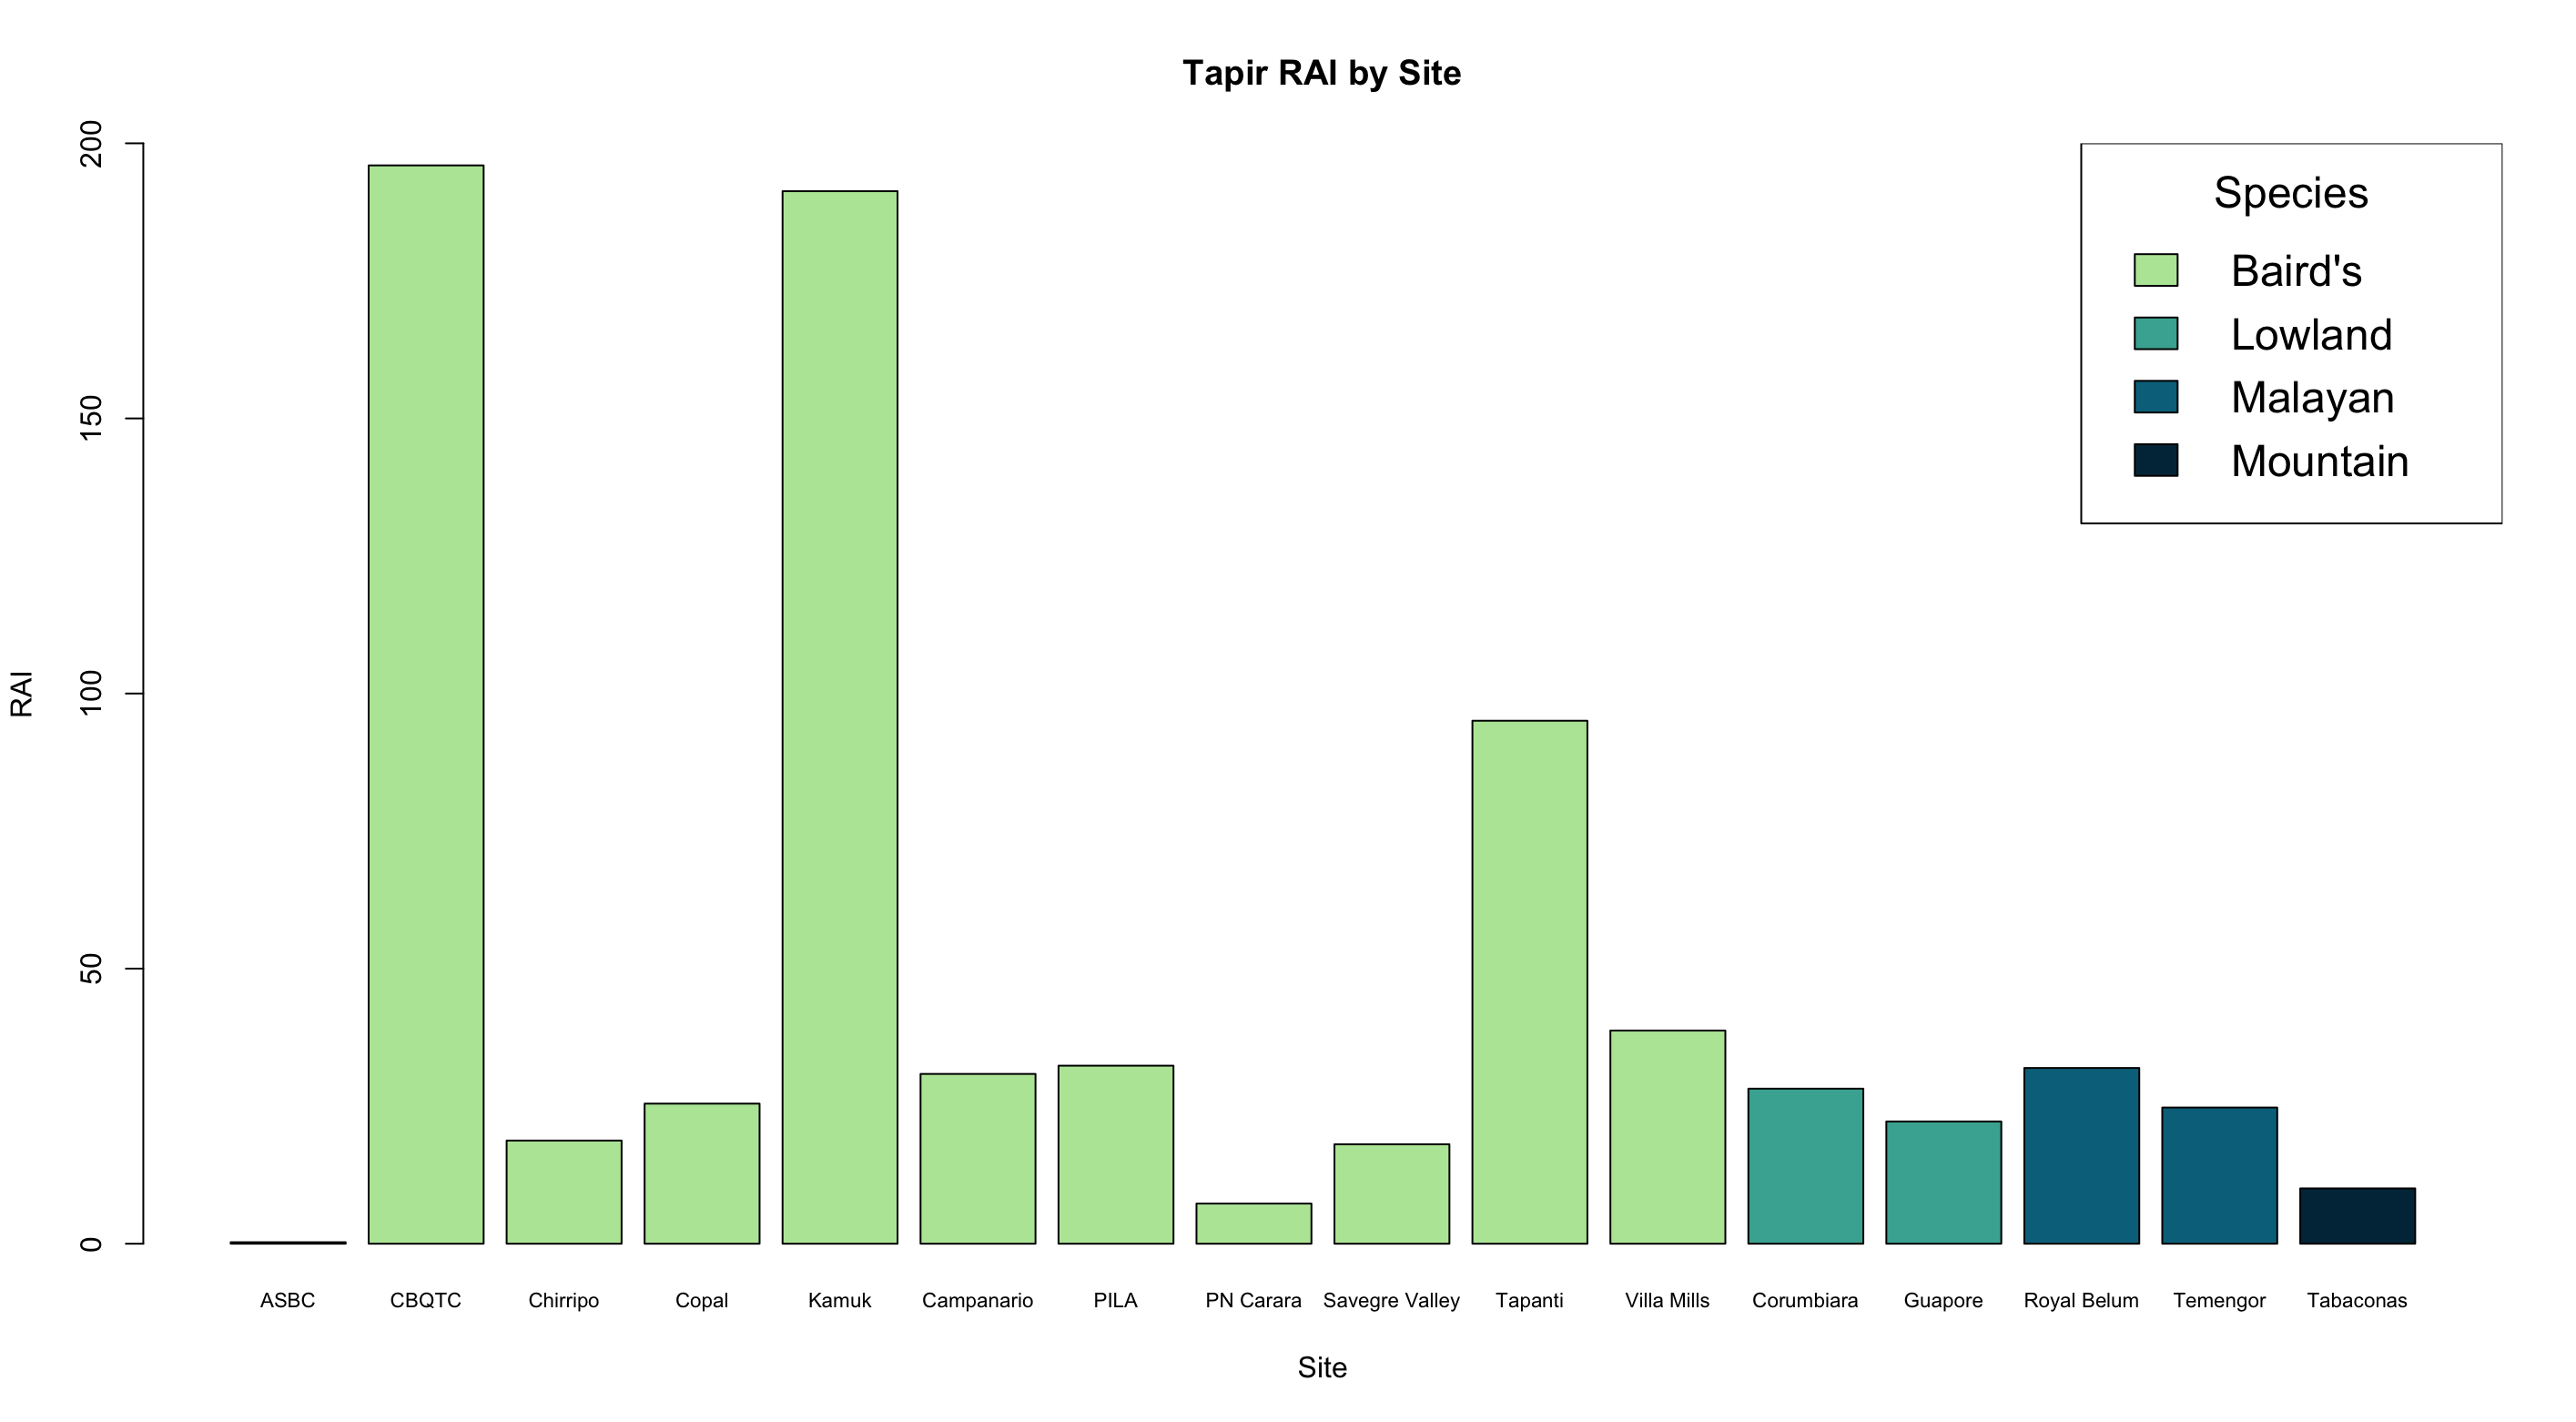 Tapir RAI by Site
200
150
100
50
0
RAI
Species
Baird's
Lowland
Malayan
Mountain
ASBC CBQTC Chirripo Copal Kamuk Campanario PILA PN Carara Savegre Valley Tapanti Villa Mills Corumbiara Guapore Royal Belum Temengor Tabaconas
Site